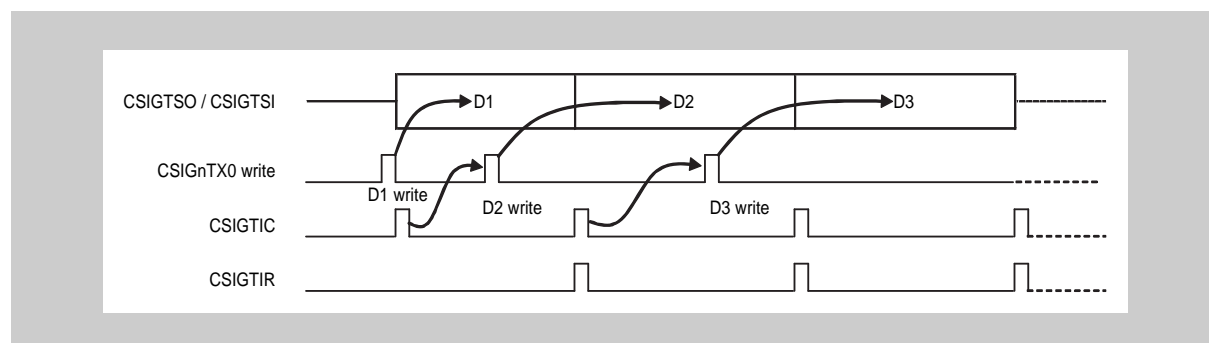 CSIGTSO / CSIGTSI
D1
D2
D3
CSIGnTX0 write
D1 write
D2 write
D3 write
CSIGTIC
CSIGTIR